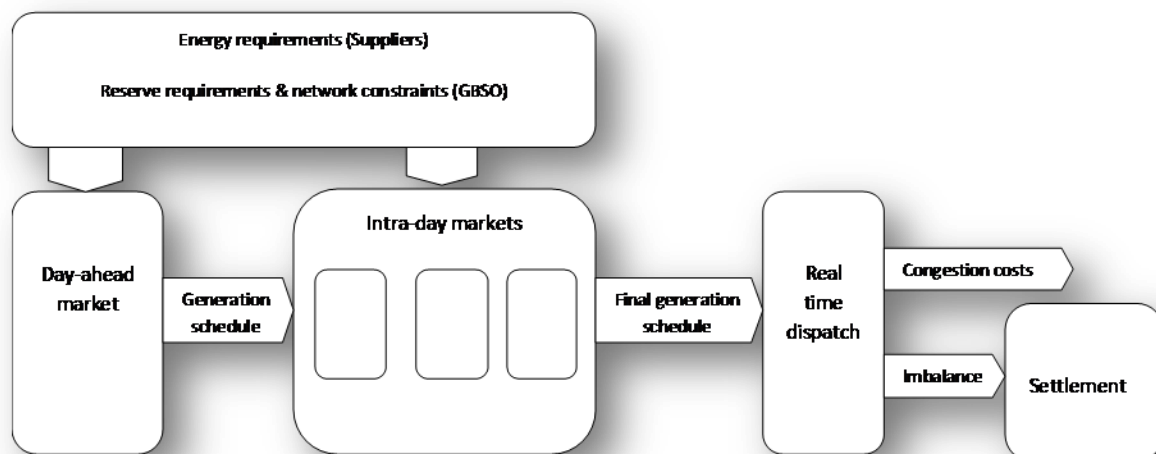 Energy requirements (Suppliers)
Reserve requirements & network constraints (GBSO)
Day-ahead
market
Generation
schedule
Intra-day markets
Final generation
schedule
Real
time
dispatch
Congestion costs
Imbalance
Settlement